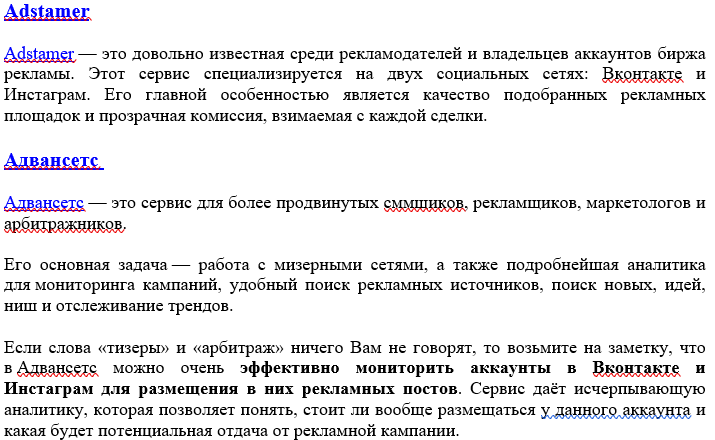 Adstamer
Adstamer — это довольно известная среди рекламодателей и владельцев аккаунтов биржа
рекламы. Этот сервис специализируется на двух социальных сетях: Вконтакте и
Инстаграм. Его главной особенностью является качество подобранных рекламных
площадок и прозрачная комиссия, взимаемая с каждой сделки.
Адвансетс
Адвансетс — это сервис для более продвинутых сммщиков, рекламщиков, маркетологов и
арбитражников.
Его основная задача — работа с мизерными сетями, а также подробнейшая аналитика
для мониторинга кампаний, удобный поиск рекламных источников, поиск новых, идей,
ниш и отслеживание трендов.
Если слова «тизеры» и «арбитраж» ничего Вам не говорят, то возьмите на заметку, что
в Адвансетс можно очень эффективно мониторить аккаунты в Вконтакте и
Инстаграм для размещения в них рекламных постов. Сервис даёт исчерпывающую
аналитику, которая позволяет понять, стоит ли вообще размещаться у данного аккаунта и
какая будет потенциальная отдача от рекламной кампании.